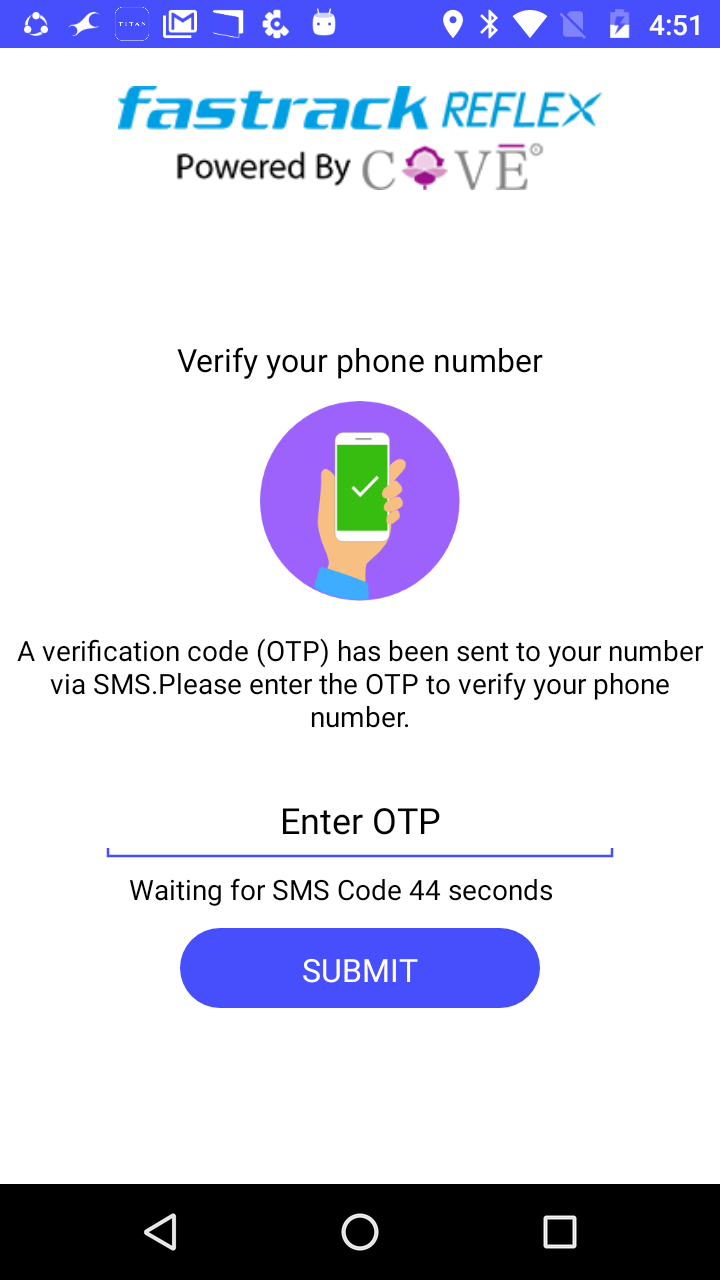 TITAN
4:51
fastrack REFLEX
Powered By COVE®
Verify your phone number
A verification code (OTP) has been sent to your number
via SMS.Please enter the OTP to verify your phone
number.
Enter OTP
Waiting for SMS Code 44 seconds
SUBMIT